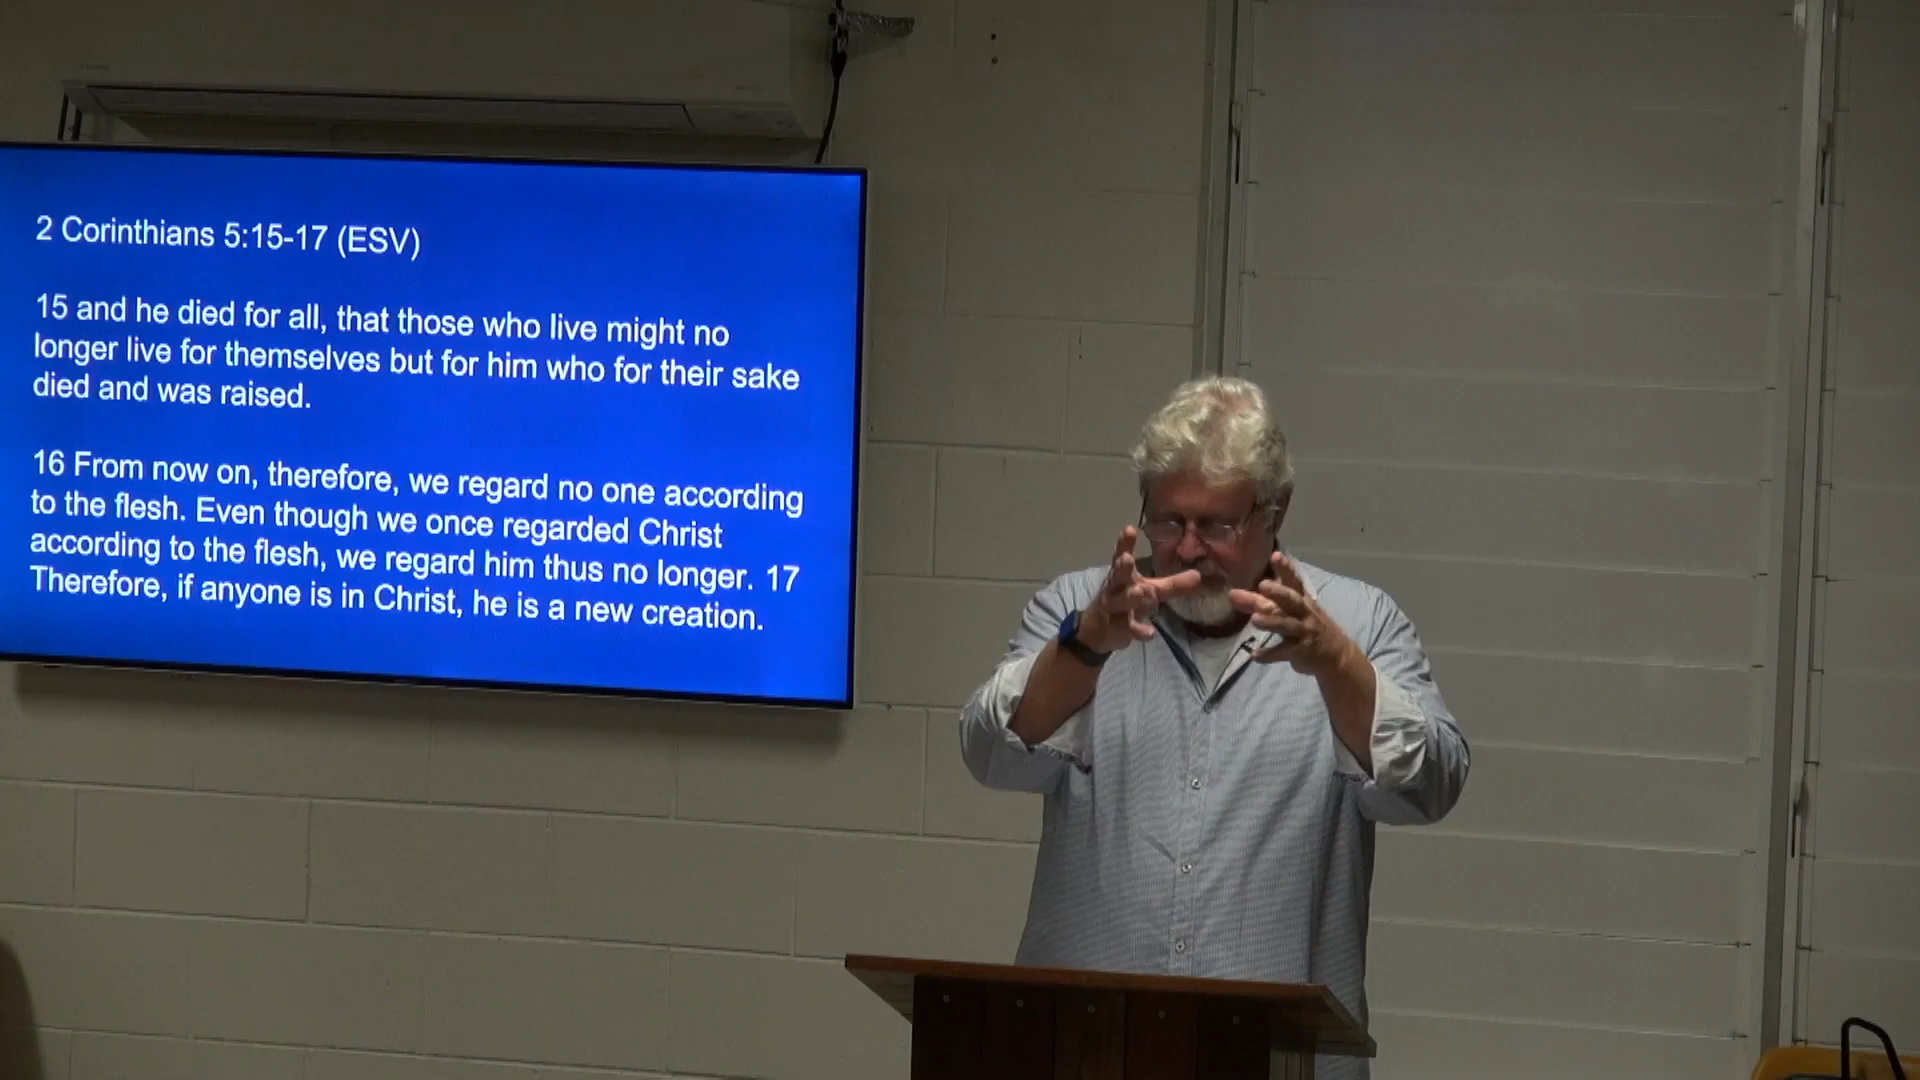 2 Corinthians 5:15-17 (ESV)
15 and he died for all, that those who live might no
longer live for themselves but for him who for their sake
died and was raised.
16 From now on, therefore, we regard no one according
to the flesh. Even though we once regarded Christ
according to the flesh, we regard him thus no longer. 17
Therefore, if anyone is in Christ, he is a new creation.